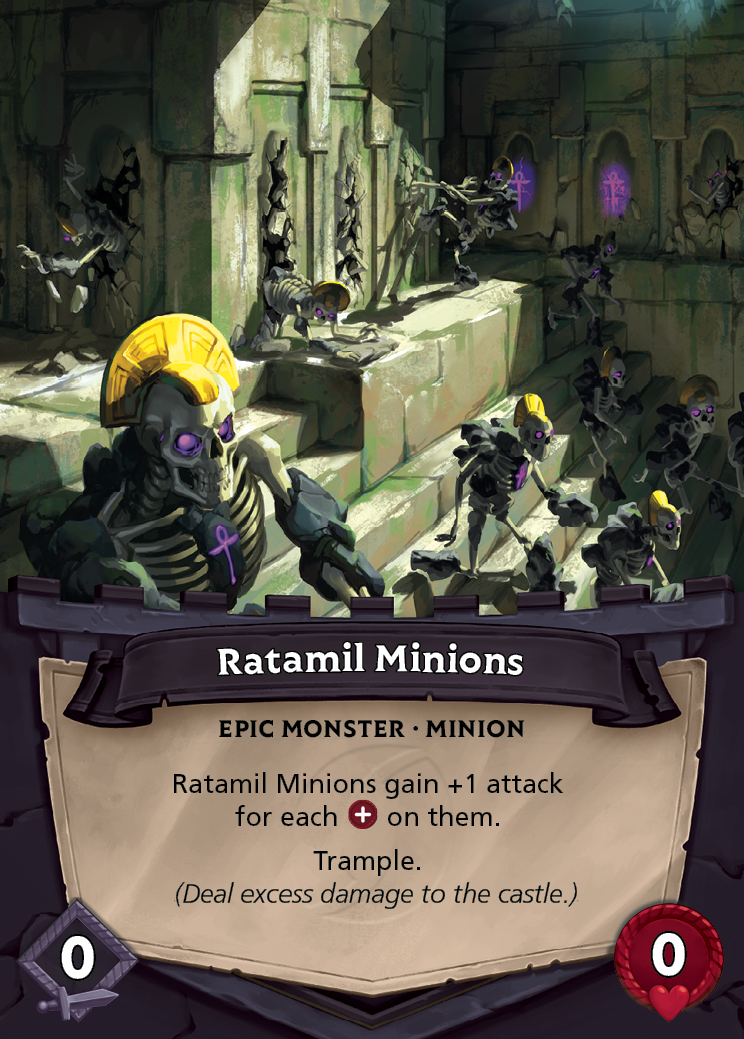 Ratamil Minions
EPIC MONSTER · MINION
Ratamil Minions gain +1 attack
for each + on them.
Trample.
(Deal excess damage to the castle.)
0
0